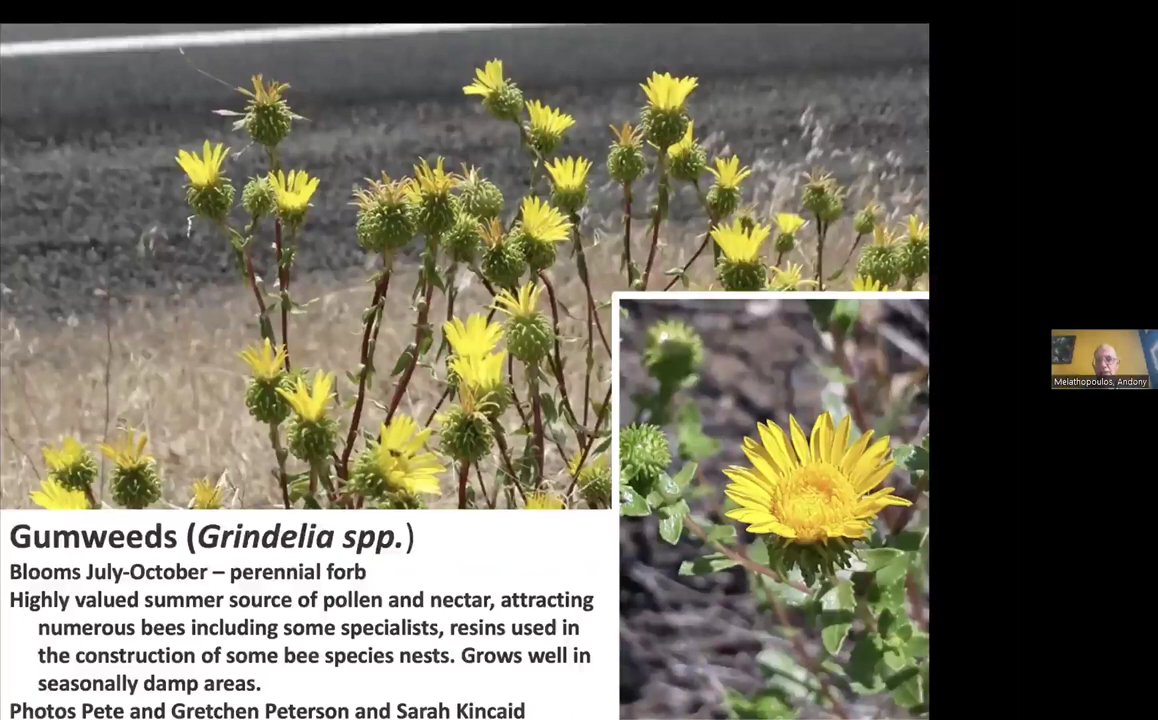 Gumweeds (Grindelia spp.)
Blooms July-October – perennial forb
Highly valued summer source of pollen and nectar, attracting
numerous bees including some specialists, resins used in
the construction of some bee species nests. Grows well in
seasonally damp areas.
Photos Pete and Gretchen Peterson and Sarah Kincaid
Melathopoulos, Andony